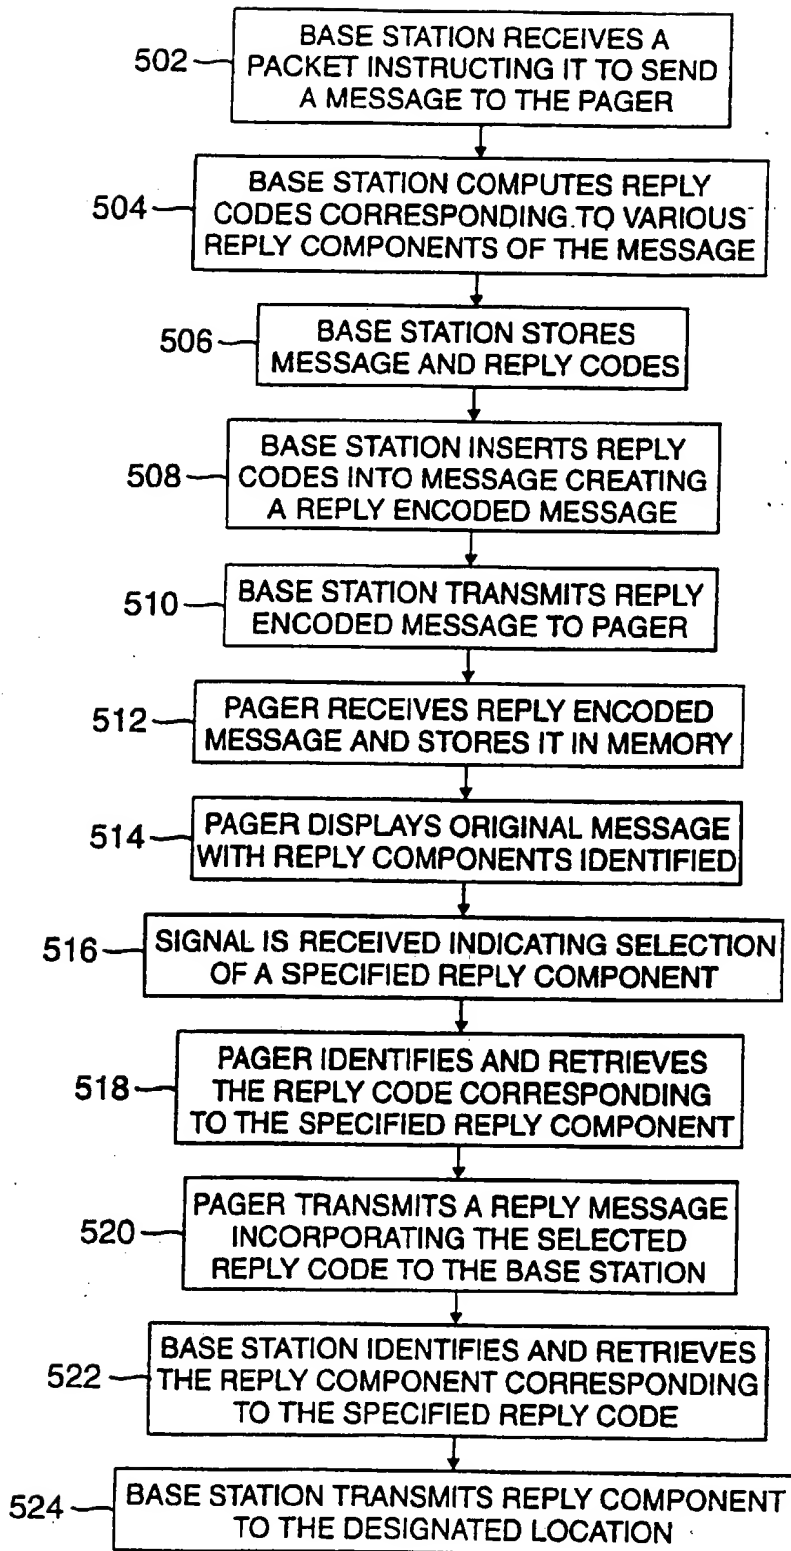 502
BASE STATION RECEIVES A
PACKET INSTRUCTING IT TO SEND
A MESSAGE TO THE PAGER
504
BASE STATION COMPUTES REPLY
CODES CORRESPONDING TO VARIOUS
REPLY COMPONENTS OF THE MESSAGE
506
BASE STATION STORES
MESSAGE AND REPLY CODES
508
BASE STATION INSERTS REPLY
CODES INTO MESSAGE CREATING
A REPLY ENCODED MESSAGE
510
BASE STATION TRANSMITS REPLY
ENCODED MESSAGE TO PAGER
512
PAGER RECEIVES REPLY ENCODED
MESSAGE AND STORES IT IN MEMORY
514
PAGER DISPLAYS ORIGINAL MESSAGE
WITH REPLY COMPONENTS IDENTIFIED
516
SIGNAL IS RECEIVED INDICATING SELECTION
OF A SPECIFIED REPLY COMPONENT
518
PAGER IDENTIFIES AND RETRIEVES
THE REPLY CODE CORRESPONDING
TO THE SPECIFIED REPLY COMPONENT
520
PAGER TRANSMITS A REPLY MESSAGE
INCORPORATING THE SELECTED
REPLY CODE TO THE BASE STATION
522
BASE STATION IDENTIFIES AND RETRIEVES
THE REPLY COMPONENT CORRESPONDING
TO THE SPECIFIED REPLY CODE
524
BASE STATION TRANSMITS REPLY COMPONENT
TO THE DESIGNATED LOCATION